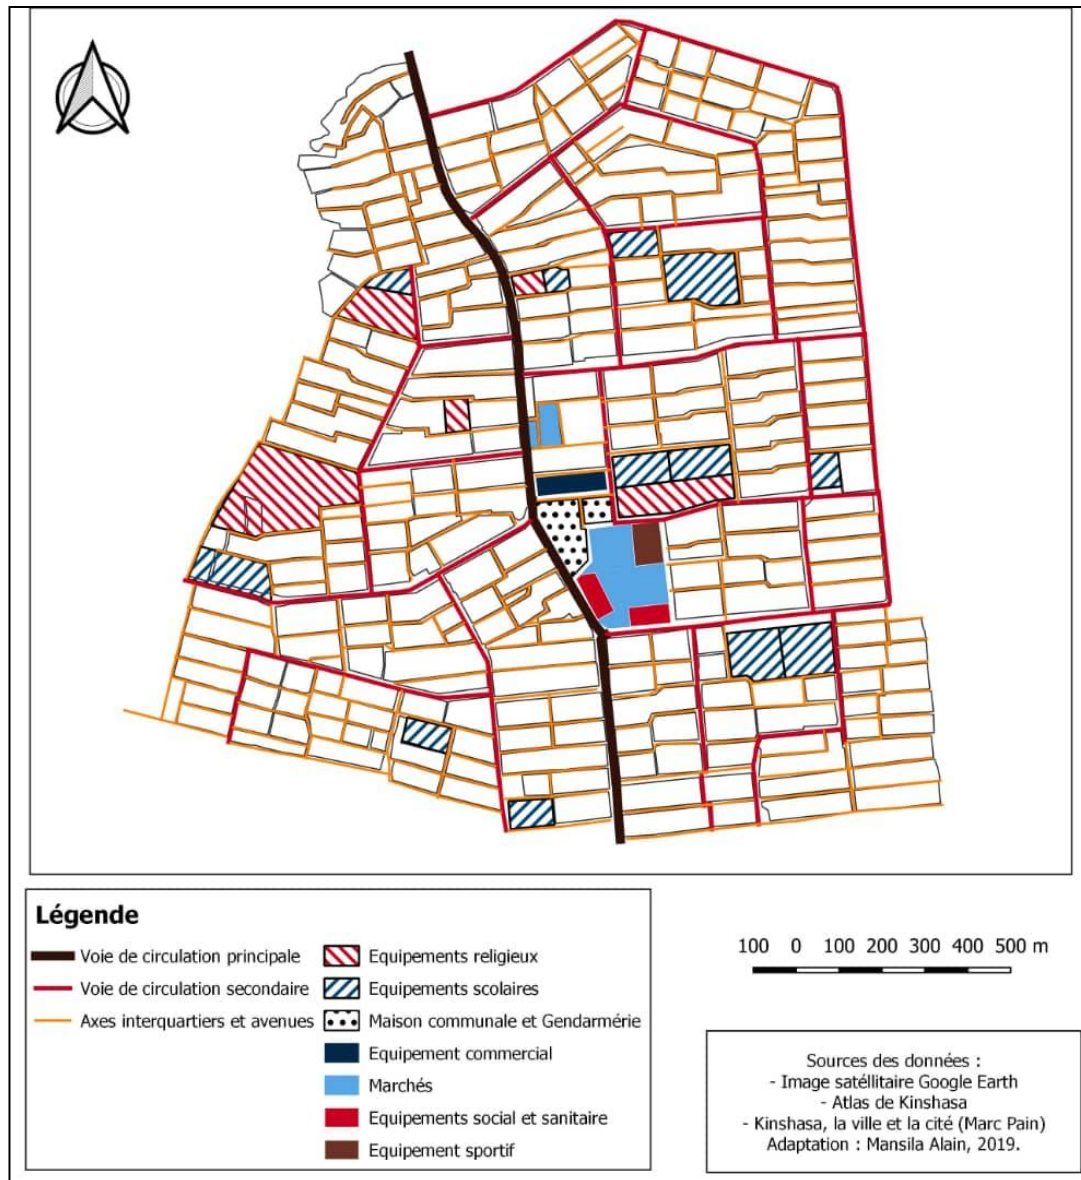 Légende
Voie de circulation principale
Voie de circulation secondaire
Axes interquartiers et avenues
Equipements religieux
Equipements scolaires
Maison communale et Gendarmérie
Equipement commercial
Marchés
Equipements social et sanitaire
Equipement sportif
100 0 100 200 300 400 500 m
Sources des données :
- Image satéllitaire Google Earth
- Atlas de Kinshasa
- Kinshasa, la ville et la cité (Marc Pain)
Adaptation : Mansila Alain, 2019.